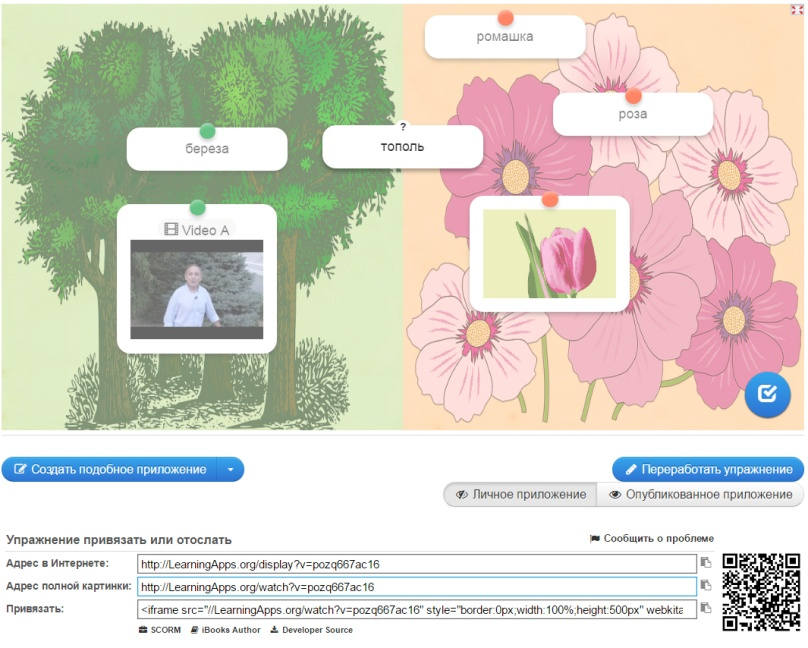 ромашка
роза
береза
?
тополь
Video A
Создать подобное приложение
Переработать упражнение
Личное приложение
Опубликованное приложение
Упражнение привязать или отослать
Сообщить о проблеме
Адрес в Интернете:
http://LearningApps.org/display?v=pozq667ac16
Адрес полной картинки:
http://LearningApps.org/watch?v=pozq667ac16
Привязать:
<iframe src="//LearningApps.org/watch?v=pozq667ac16" style="border:0px;width:100%;height:500px" webkita
SCORM iBooks Author Developer Source